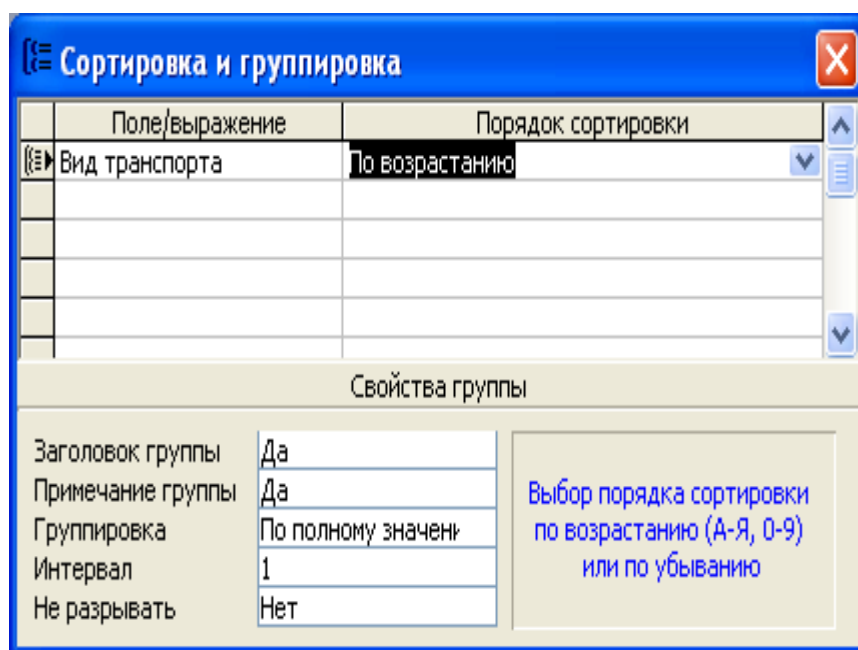 Сортировка и группировка
Поле/выражение Порядок сортировки
Вид транспорта По возрастанию
Свойства группы
Заголовок группы Да
Примечание группы Да
Группировка По полному значени
Интервал 1
Не разрывать Нет
Выбор порядка сортировки
по возрастанию (А-Я, 0-9)
или по убыванию